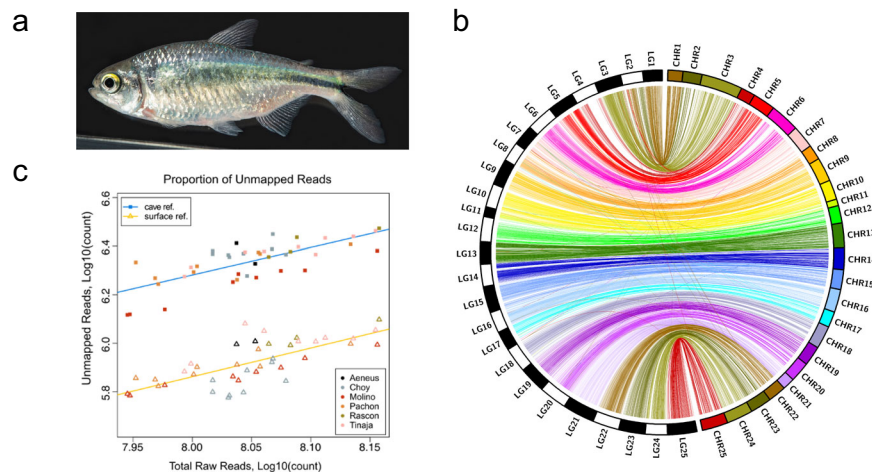 a
b
c
Proportion of Unmapped Reads
cave ref.
surface ref.
Unmapped Reads, Log10(count)
6.6
6.4
6.2
6.0
5.8
Aeneus
Choy
Molino
Pachon
Rascon
Tinaja
7.95
8.00
8.05
8.10
8.15
Total Raw Reads, Log10(count)
LG1
LG2
LG3
LG4
LG5
LG6
LG7
LG8
LG9
LG10
LG11
LG12
LG13
LG14
LG15
LG16
LG17
LG18
LG19
LG20
LG21
LG22
LG23
LG24
LG25
CHR1
CHR2
CHR3
CHR4
CHR5
CHR6
CHR7
CHR8
CHR9
CHR10
CHR11
CHR12
CHR13
CHR14
CHR15
CHR16
CHR17
CHR18
CHR19
CHR20
CHR21
CHR22
CHR23
CHR24
CHR25